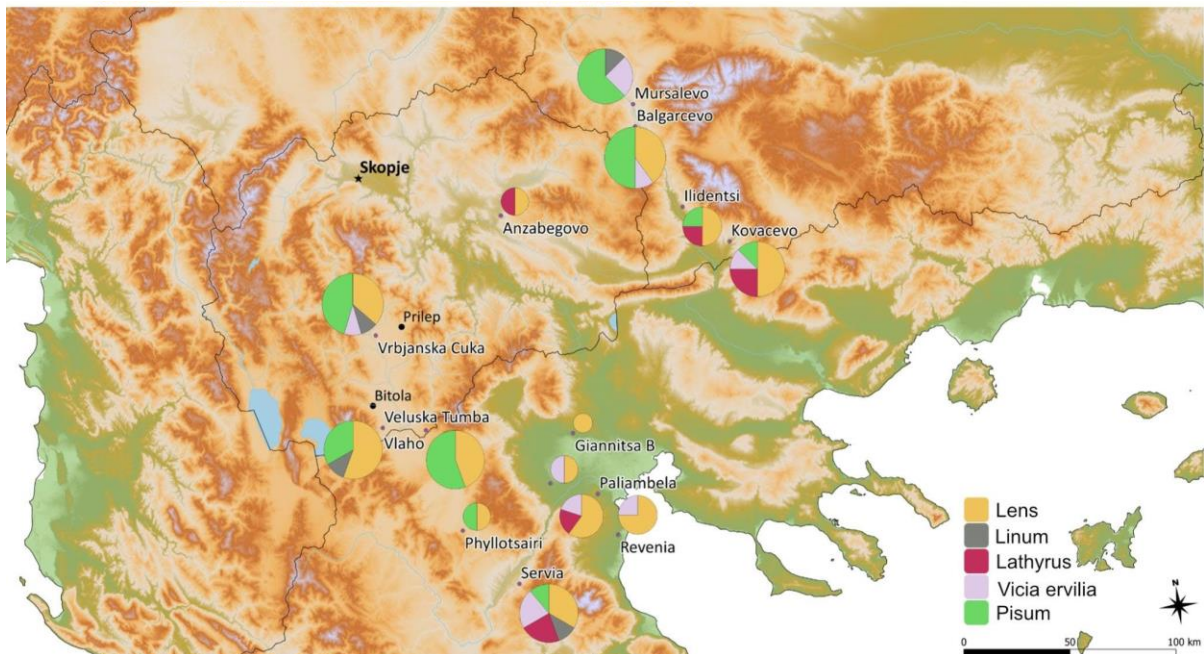 Mursalevo
Balgarcevo
Skopje
Ilidentsi
Anzabegovo
Kovacevo
Prilep
Vrbjanska Cuka
Bitola
Veluska Tumba
Vlaho
Giannitsa B
Paliambela
Phyllotsairi
Revenia
Servia
Lens
Linum
Lathyrus
Vicia ervilia
Pisum
N
0 50 100 km